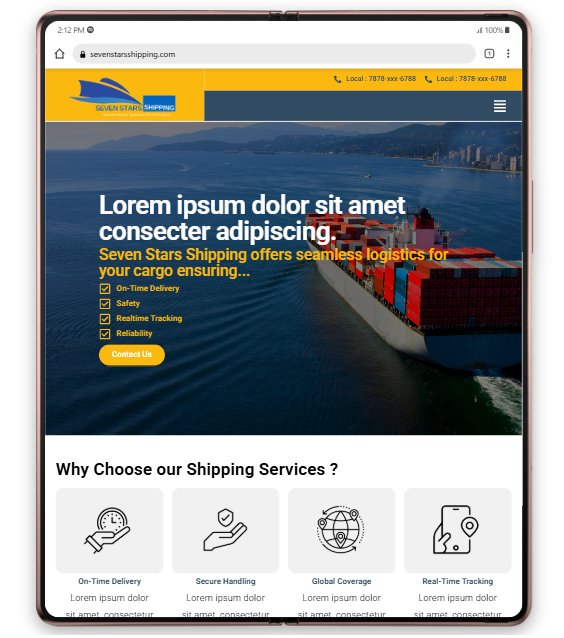 2:12 PM
100%
sevenstarsshipping.com
1
Local : 7878-xxx-6788
Local : 7878-xxx-6788
SEVEN STARS SHIPPING
Lorem ipsum dolor sit amet
consecter adipiscing.
Seven Stars Shipping offers seamless logistics for
your cargo ensuring...
On-Time Delivery
Safety
Realtime Tracking
Reliability
Contact Us
Why Choose our Shipping Services ?
On-Time Delivery
Secure Handling
Global Coverage
Real-Time Tracking
Lorem ipsum dolor
Lorem ipsum dolor
Lorem ipsum dolor
Lorem ipsum dolor
sit amet, consectetur
sit amet, consectetur
sit amet, consectetur
sit amet, consectetur